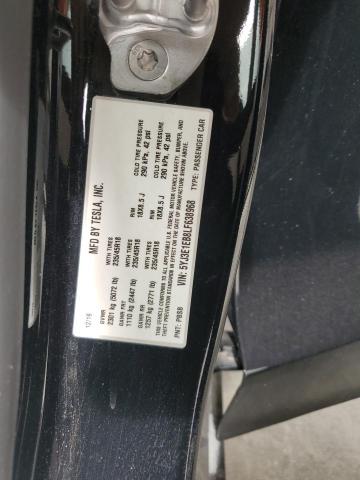 MFD BY TESLA, INC.
12/19
GVWR
2301 kg (5072 lb)
GAWR FRT WITH TIRES RIM COLD TIRE PRESSURE
1110 kg (2447 lb) 235/45R18 18X8.5 J 290 kPa, 42 psi
GAWR RR WITH TIRES RIM COLD TIRE PRESSURE
1257 kg (2771 lb) 235/45R18 18X8.5 J 290 kPa, 42 psi
THIS VEHICLE CONFORMS TO ALL APPLICABLE U.S. FEDERAL MOTOR VEHICLE SAFETY, BUMPER, AND
THEFT PREVENTION STANDARDS IN EFFECT ON THE DATE OF MANUFACTURE SHOWN ABOVE.
VIN: 5YJ3E1EB8LF638968
PNT: PBSB TYPE: PASSENGER CAR